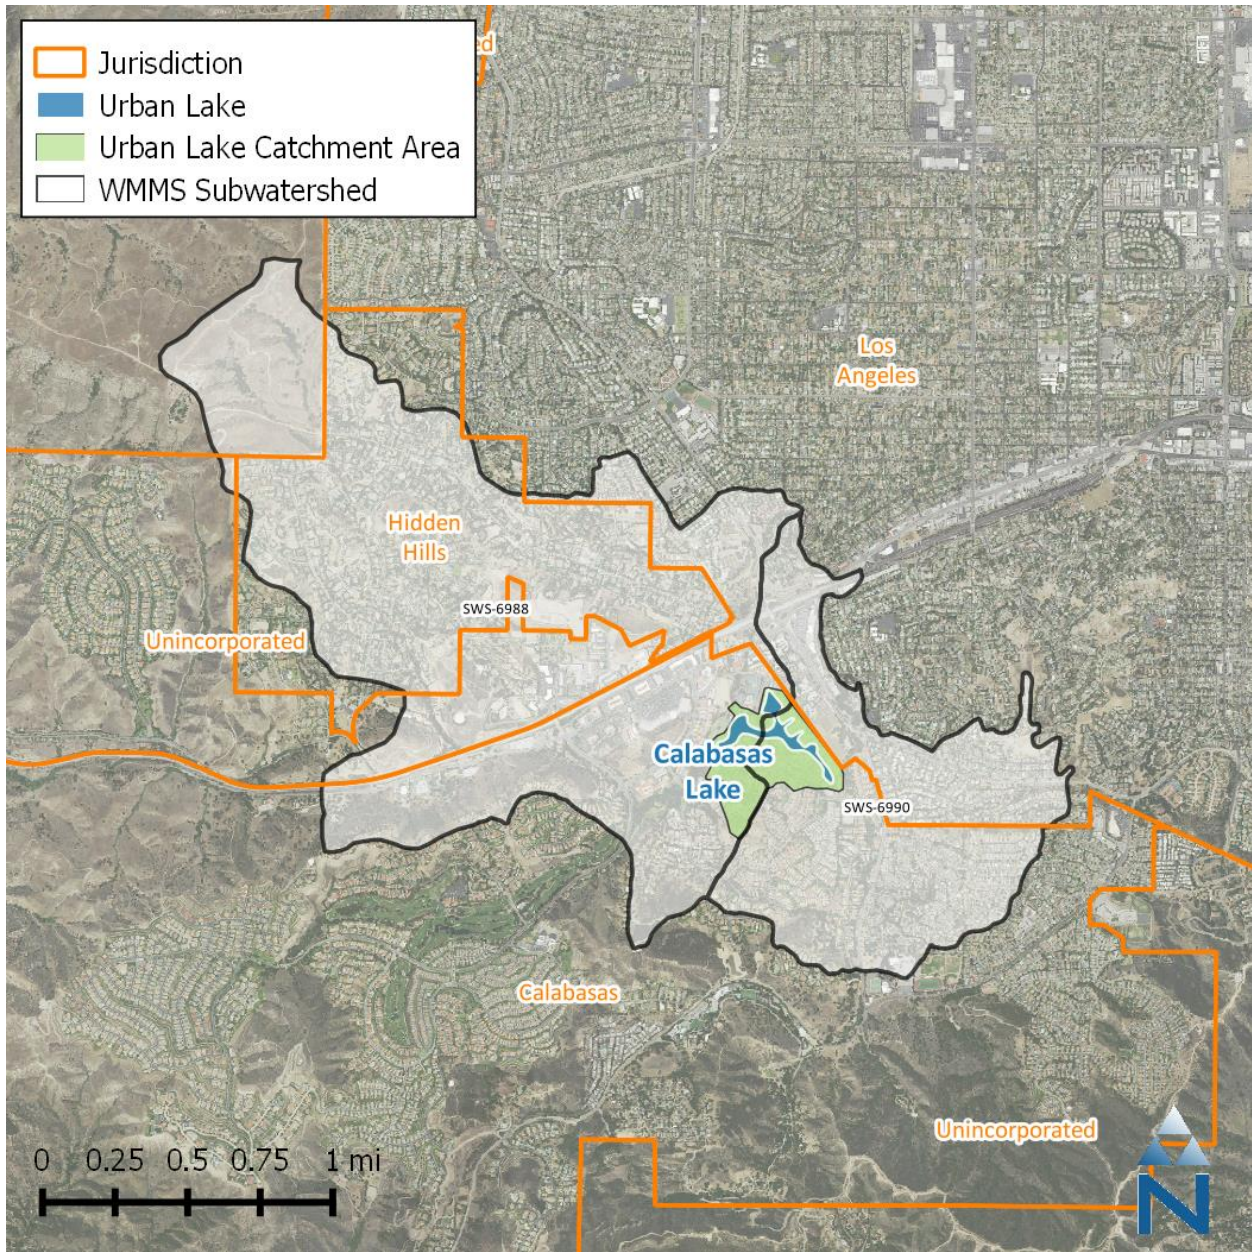 Jurisdiction
Urban Lake
Urban Lake Catchment Area
WMMS Subwatershed
ed
Los
Angeles
Hidden
Hills
SWS-6988
Unincorporated
Calabasas
Lake
SWS-6990
Calabasas
Unincorporated
0 0.25 0.5 0.75 1 mi
N